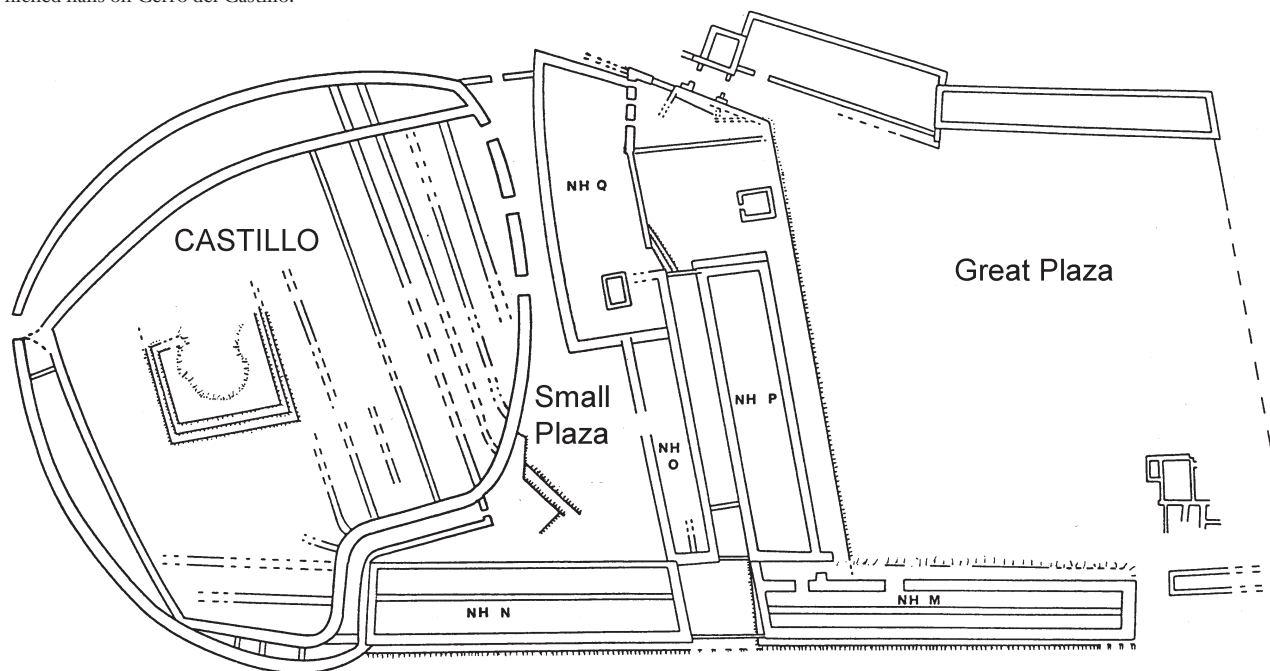 niched halls on Cerro del Castillo.
CASTILLO
NH Q
Great Plaza
Small
Plaza
NH P
NH
O
NH N
NH M